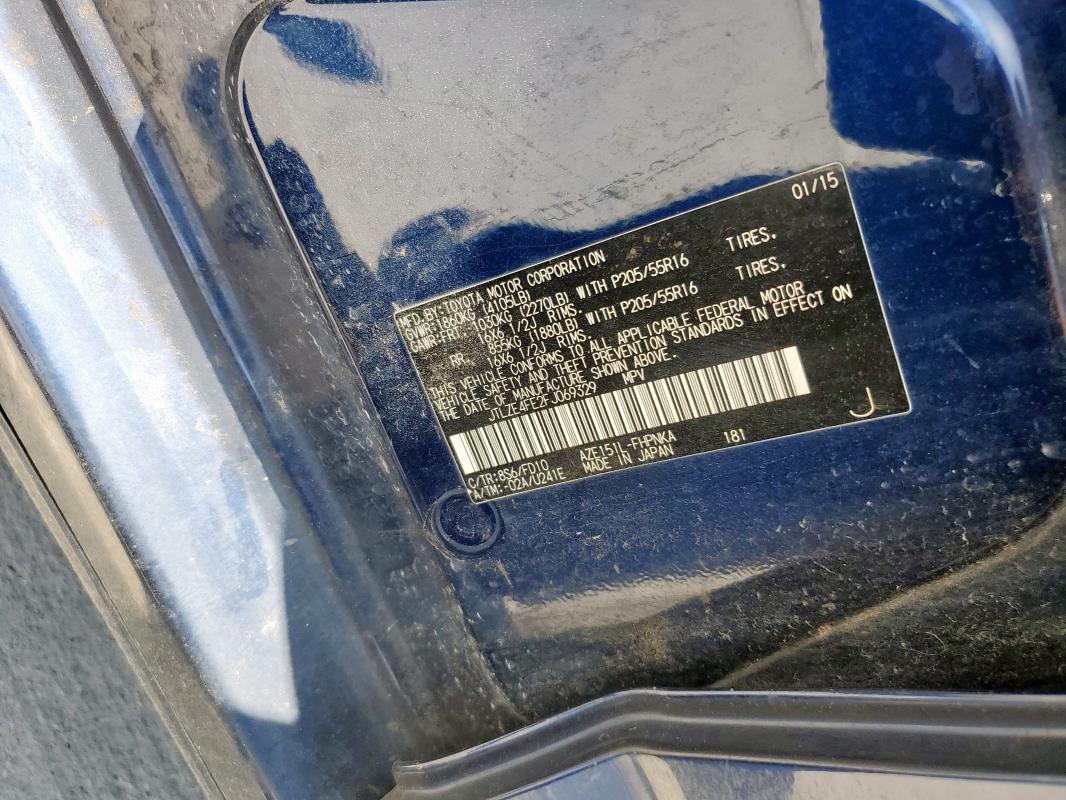 01/15
MFD.BY:TOYOTA MOTOR CORPORATION
GVWR:1860KG (4105LB)
GAWR:FR. 1030KG (2270LB) WITH P205/55R16 TIRES.
16X6 1/2J RIMS.
RR. 855KG (1880LB) WITH P205/55R16 TIRES.
16X6 1/2J RIMS.
THIS VEHICLE CONFORMS TO ALL APPLICABLE FEDERAL MOTOR
VEHICLE SAFETY AND THEFT PREVENTION STANDARDS IN EFFECT ON
THE DATE OF MANUFACTURE SHOWN ABOVE.
JTLZE4FE2FJ069329 MPV
J
C/TR:8S6/FD10 AZE151L-FHPNKA 181
A/TM:-02A/U241E MADE IN JAPAN